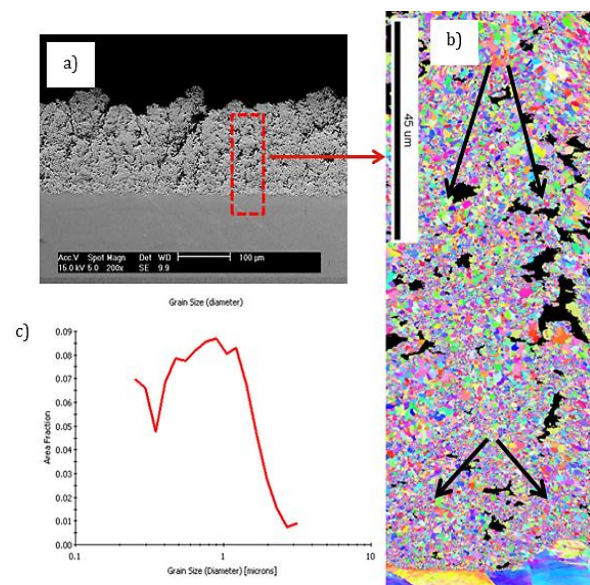 a)
Acc.V Spot Magn Det WD
15.0 kV 5.0 200x SE 9.9
100 µm
b)
45 um
c)
Grain Size (diameter)
0.09
0.08
0.07
0.06
0.05
0.04
0.03
0.02
0.01
0.00
Area Fraction
0.1
1
10
Grain Size (Diameter) [microns]